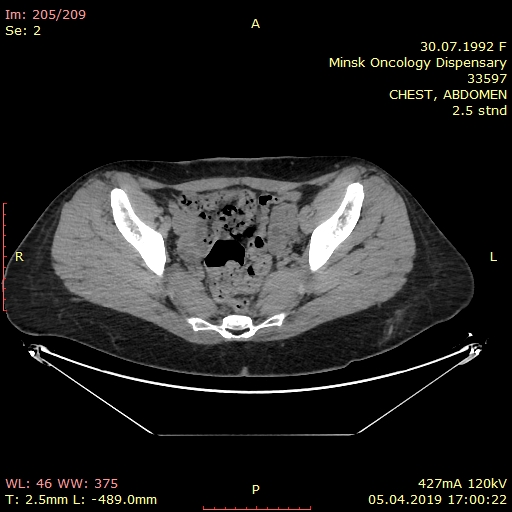 Im: 205/209
Se: 2
A
30.07.1992 F
Minsk Oncology Dispensary
33597
CHEST, ABDOMEN
2.5 stnd
R
L
WL: 46 WW: 375
T: 2.5mm L: -489.0mm
P
427mA 120kV
05.04.2019 17:00:22